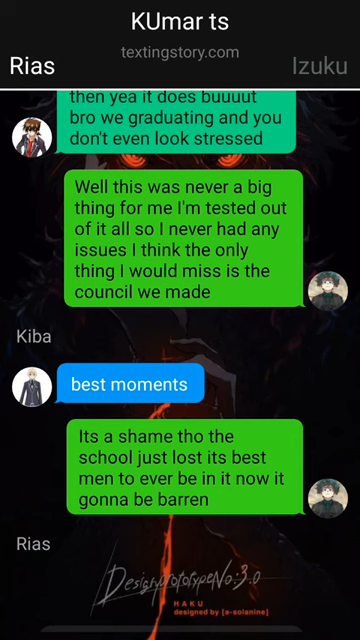 KUmar ts
textingstory.com
Rias
Izuku
then yea it does buuuut
bro we graduating and you
don't even look stressed
Well this was never a big
thing for me I'm tested out
of it all so I never had any
issues I think the only
thing I would miss is the
council we made
Kiba
best moments
Its a shame tho the
school just lost its best
men to ever be in it now it
gonna be barren
Rias
DesignprototypeNo:3.0
HAKU
designed by [a-solanine]